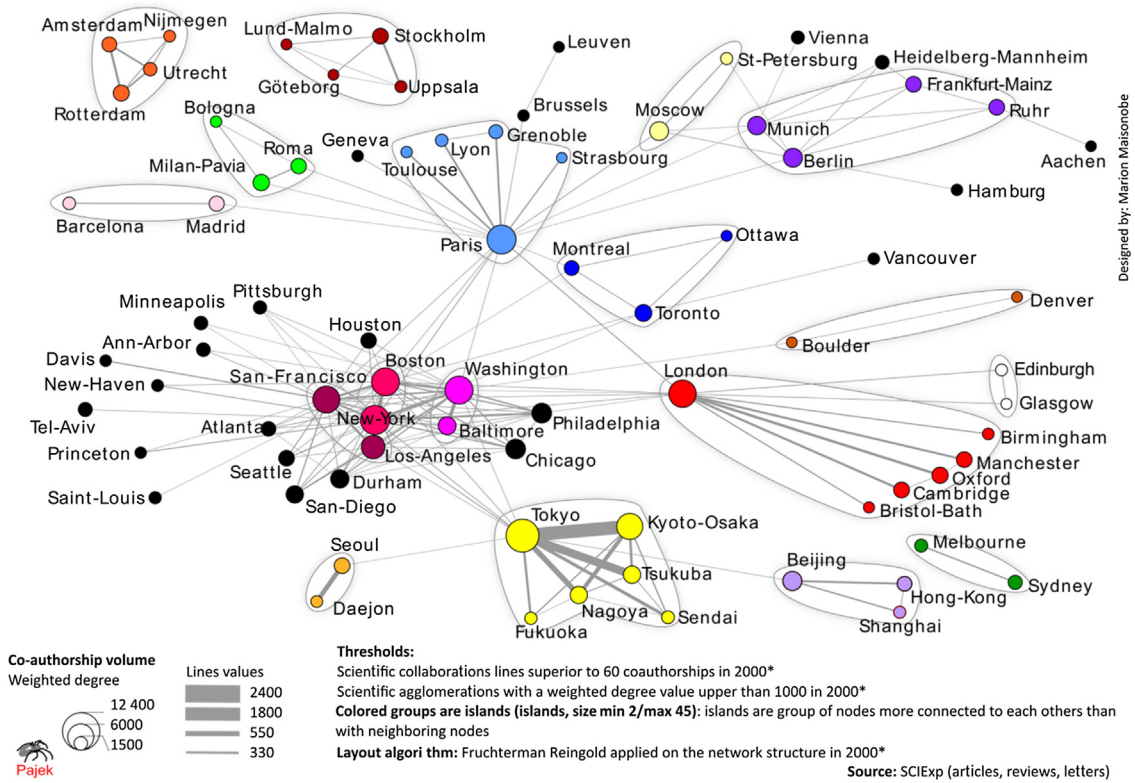 Amsterdam
Nijmegen
Utrecht
Rotterdam
Lund-Malmo
Stockholm
Göteborg
Uppsala
Leuven
Brussels
Vienna
St-Petersburg
Heidelberg-Mannheim
Frankfurt-Mainz
Ruhr
Moscow
Munich
Berlin
Aachen
Hamburg
Designed by: Marion Maisonobe
Bologna
Roma
Milan-Pavia
Geneva
Toulouse
Lyon
Grenoble
Strasbourg
Barcelona
Madrid
Paris
Montreal
Ottawa
Toronto
Vancouver
Denver
Boulder
Minneapolis
Pittsburgh
Ann-Arbor
Houston
Davis
Boston
Washington
London
Edinburgh
Glasgow
New-Haven
San-Francisco
New-York
Tel-Aviv
Atlanta
Baltimore
Philadelphia
Princeton
Los-Angeles
Seattle
Durham
Chicago
Saint-Louis
San-Diego
Birmingham
Manchester
Oxford
Cambridge
Bristol-Bath
Tokyo
Kyoto-Osaka
Tsukuba
Nagoya
Sendai
Fukuoka
Seoul
Daejon
Beijing
Hong-Kong
Shanghai
Melbourne
Sydney
Co-authorship volume
Weighted degree
12 400
6000
1500
Pajek
Lines values
2400
1800
550
330
Thresholds:
Scientific collaborations lines superior to 60 coauthorships in 2000*
Scientific agglomerations with a weighted degree value upper than 1000 in 2000*
Colored groups are islands (islands, size min 2/max 45): islands are group of nodes more connected to each others than
with neighboring nodes
Layout algori thm: Fruchterman Reingold applied on the network structure in 2000*
Source: SCIExp (articles, reviews, letters)